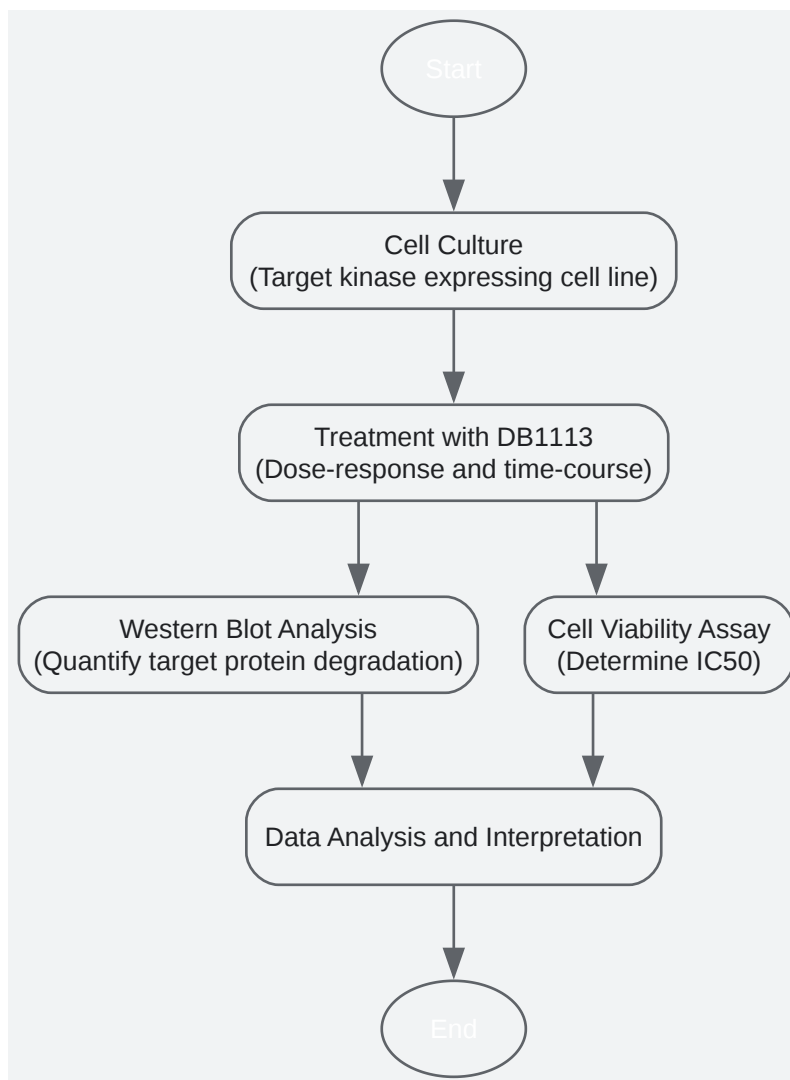 Start
Cell Culture
(Target kinase expressing cell line)
Treatment with DB1113
(Dose-response and time-course)
Western Blot Analysis
(Quantify target protein degradation)
Cell Viability Assay
(Determine IC50)
Data Analysis and Interpretation
End